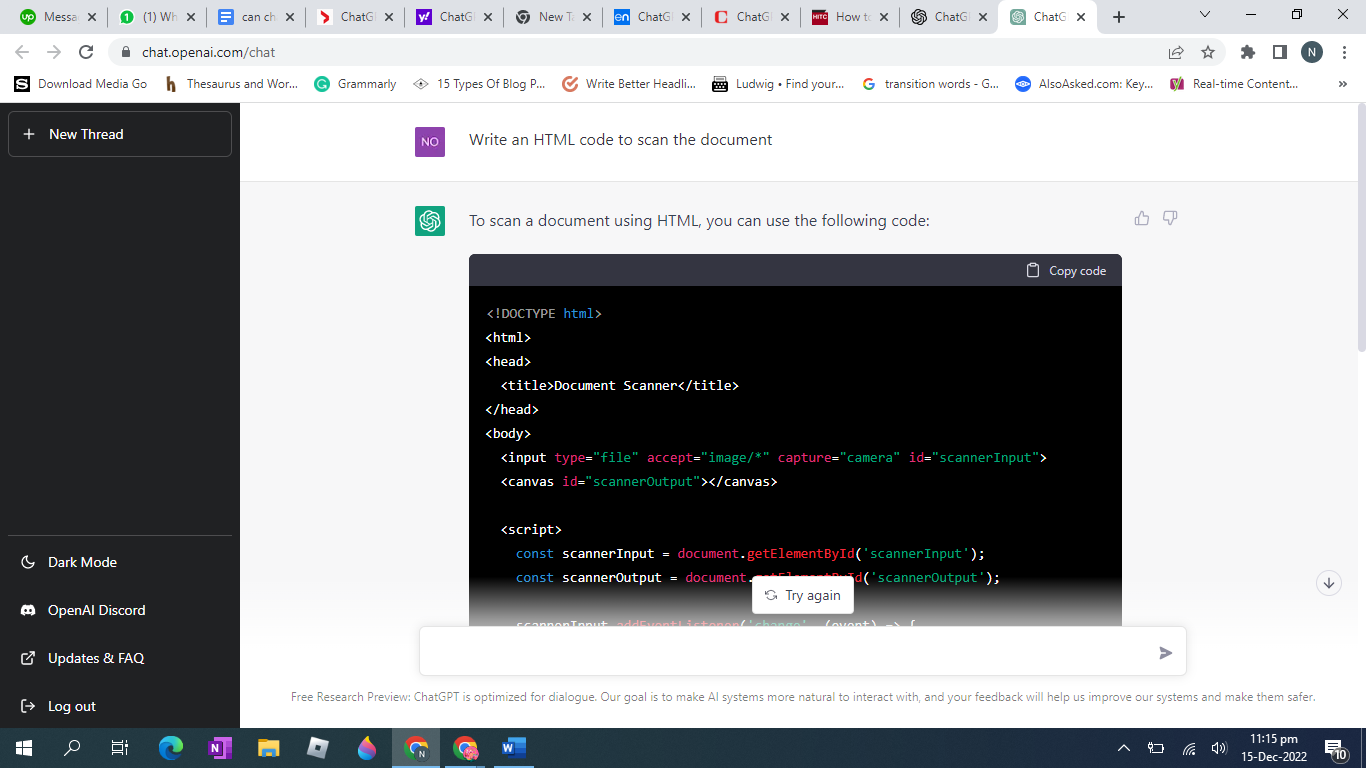 Messa
(1) Wh
can ch
ChatG
ChatG
New Ta
ChatG
ChatG
How to
ChatG
ChatG
chat.openai.com/chat
N
Download Media Go
Thesaurus and Wor...
Grammarly
15 Types Of Blog P...
Write Better Headli...
Ludwig • Find your...
transition words - G...
AlsoAsked.com: Key...
Real-time Content...
»
+ New Thread
NO
Write an HTML code to scan the document
To scan a document using HTML, you can use the following code:
Copy code
<!DOCTYPE html>
<html>
<head>
<title>Document Scanner</title>
</head>
<body>
<input type="file" accept="image/*" capture="camera" id="scannerInput">
<canvas id="scannerOutput"></canvas>
<script>
const scannerInput = document.getElementById('scannerInput');
const scannerOutput = document.getElementById('scannerOutput');
Try again
scannerInput.addEventListener('change', (event) => {
Dark Mode
OpenAI Discord
Updates & FAQ
Log out
Free Research Preview: ChatGPT is optimized for dialogue. Our goal is to make AI systems more natural to interact with, and your feedback will help us improve our systems and make them safer.
11:15 pm
15-Dec-2022
10